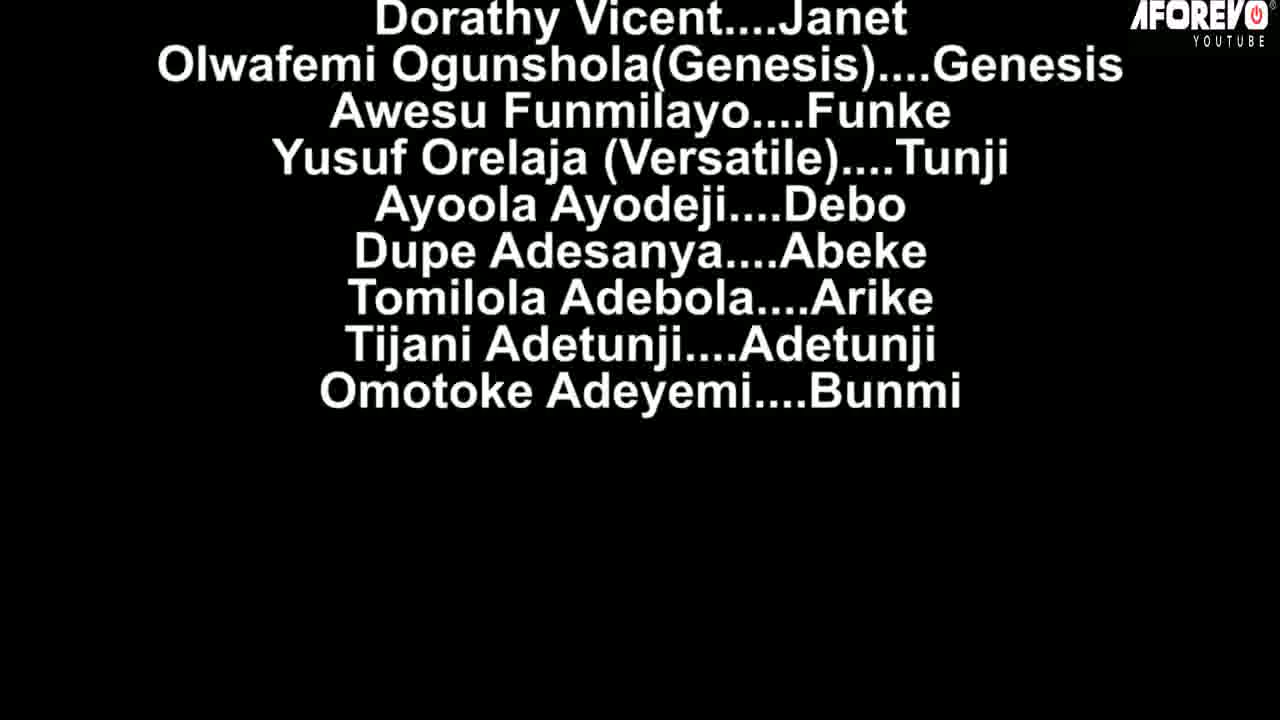 AFOREVO
YOUTUBE
Dorathy Vicent....Janet
Olwafemi Ogunshola(Genesis)....Genesis
Awesu Funmilayo....Funke
Yusuf Orelaja (Versatile)....Tunji
Ayoola Ayodeji....Debo
Dupe Adesanya....Abeke
Tomilola Adebola....Arike
Tijani Adetunji....Adetunji
Omotoke Adeyemi....Bunmi